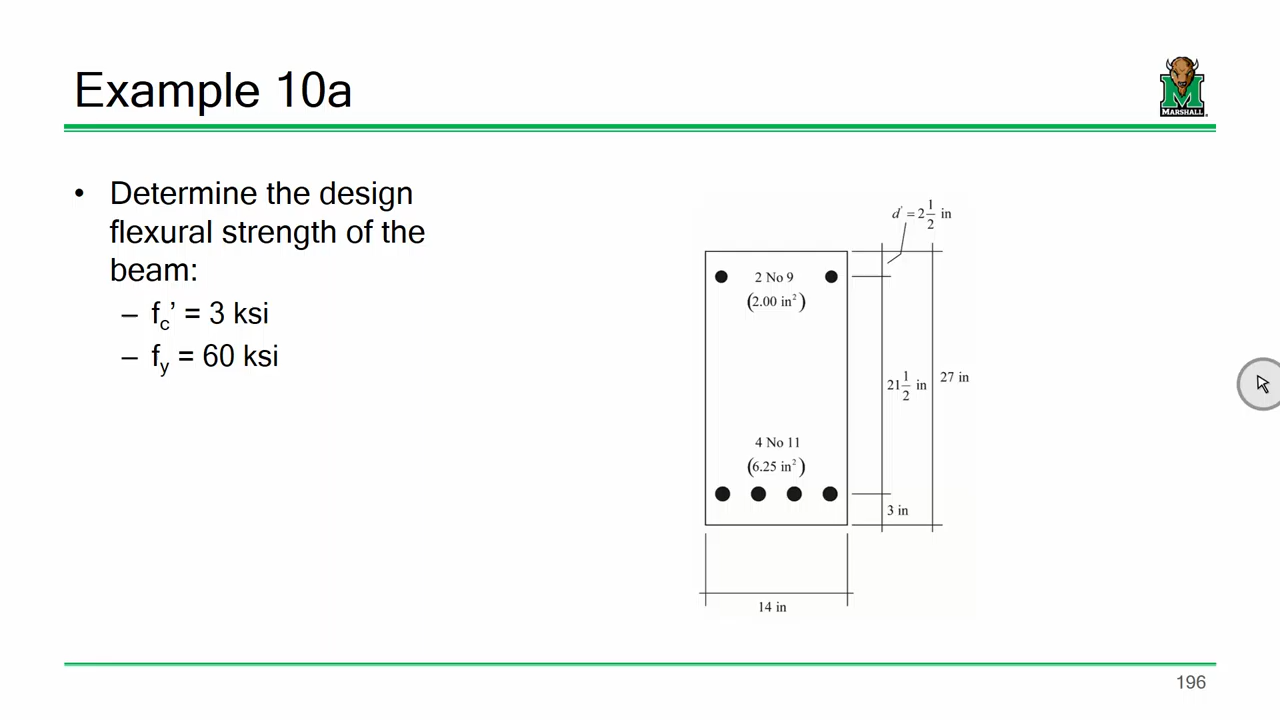 Example 10a
MARSHALL
• Determine the design
flexural strength of the
beam:
– fc’ = 3 ksi
– fy = 60 ksi
d' = 2 1/2 in
2 No 9
(2.00 in²)
21 1/2 in
27 in
4 No 11
(6.25 in²)
3 in
14 in
196